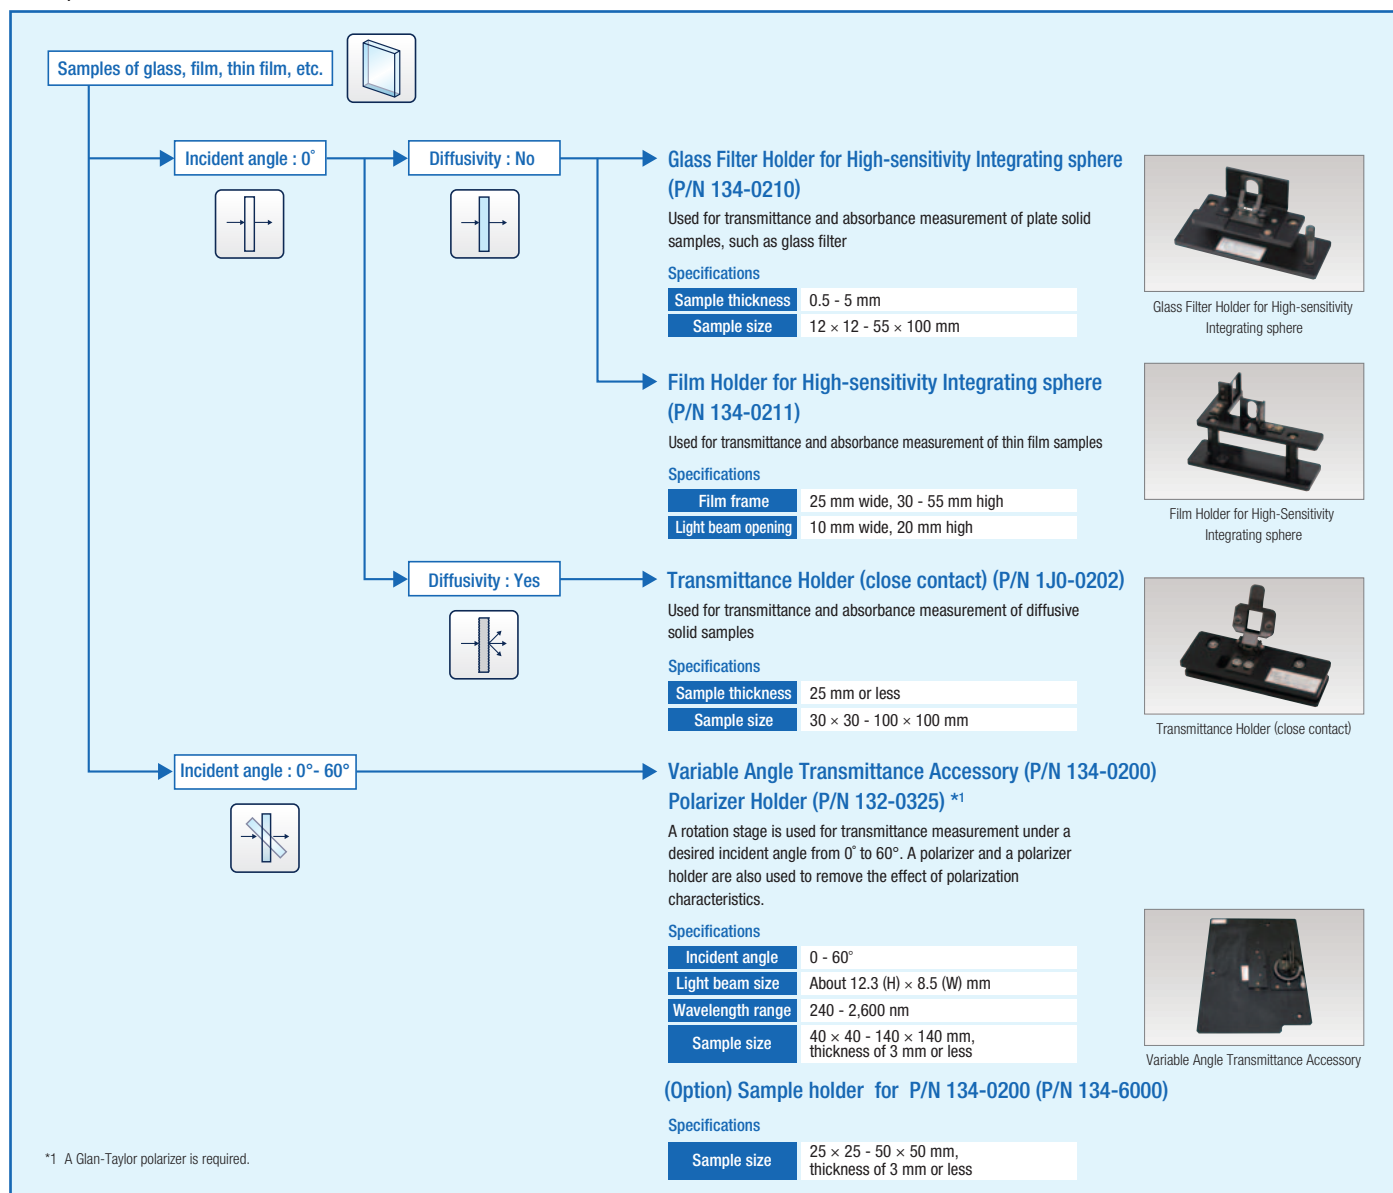 Samples of glass, film, thin film, etc.
Incident angle : 0°
Diffusivity : No
Glass Filter Holder for High-sensitivity Integrating sphere
(P/N 134-0210)
Used for transmittance and absorbance measurement of plate solid
samples, such as glass filter
Specifications
Sample thickness 0.5 - 5 mm
Sample size 12 × 12 - 55 × 100 mm
Glass Filter Holder for High-sensitivity
Integrating sphere
Film Holder for High-sensitivity Integrating sphere
(P/N 134-0211)
Used for transmittance and absorbance measurement of thin film samples
Specifications
Film frame 25 mm wide, 30 - 55 mm high
Light beam opening 10 mm wide, 20 mm high
Film Holder for High-Sensitivity
Integrating sphere
Diffusivity : Yes
Transmittance Holder (close contact) (P/N 1J0-0202)
Used for transmittance and absorbance measurement of diffusive
solid samples
Specifications
Sample thickness 25 mm or less
Sample size 30 × 30 - 100 × 100 mm
Transmittance Holder (close contact)
Incident angle : 0°- 60°
Variable Angle Transmittance Accessory (P/N 134-0200)
Polarizer Holder (P/N 132-0325) *1
A rotation stage is used for transmittance measurement under a
desired incident angle from 0° to 60°. A polarizer and a polarizer
holder are also used to remove the effect of polarization
characteristics.
Specifications
Incident angle 0 - 60°
Light beam size About 12.3 (H) × 8.5 (W) mm
Wavelength range 240 - 2,600 nm
Sample size 40 × 40 - 140 × 140 mm,
thickness of 3 mm or less
Variable Angle Transmittance Accessory
(Option) Sample holder for P/N 134-0200 (P/N 134-6000)
Specifications
Sample size 25 × 25 - 50 × 50 mm,
thickness of 3 mm or less
*1 A Glan-Taylor polarizer is required.